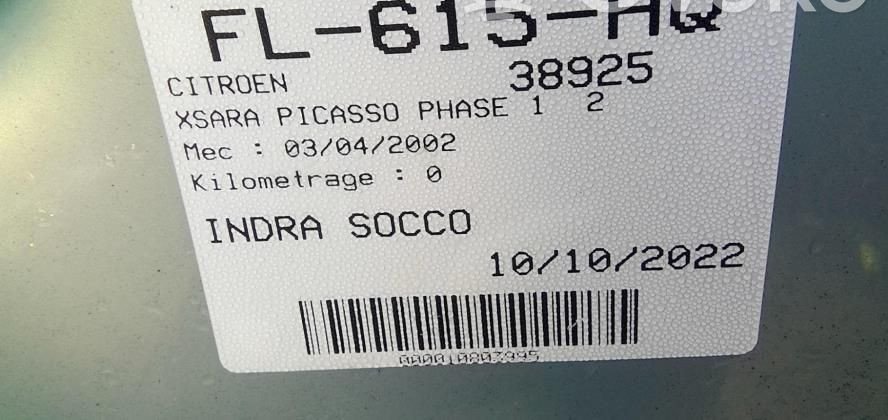 FL-615-HQ
CITROEN 38925
XSARA PICASSO PHASE 1 2
Mec : 03/04/2002
Kilometrage : 0
INDRA SOCCO
10/10/2022